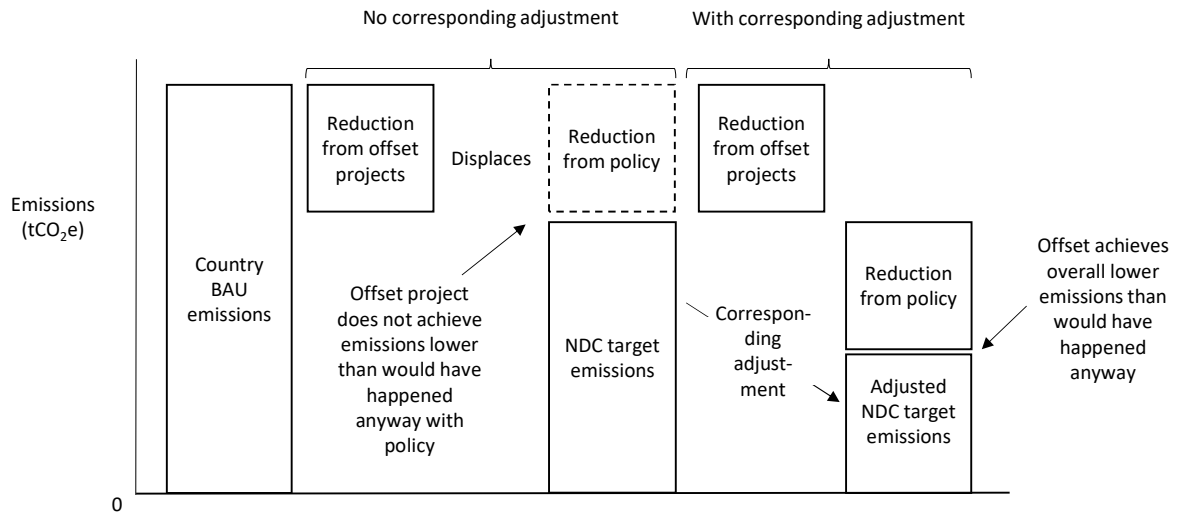 No corresponding adjustment
With corresponding adjustment
Emissions
(tCO₂e)
0
Country
BAU
emissions
Reduction
from offset
projects
Displaces
Reduction
from policy
Offset project
does not achieve
emissions lower
than would have
happened
anyway with
policy
NDC target
emissions
Reduction
from offset
projects
Correspon-
ding
adjust-
ment
Reduction
from policy
Adjusted
NDC target
emissions
Offset achieves
overall lower
emissions than
would have
happened
anyway